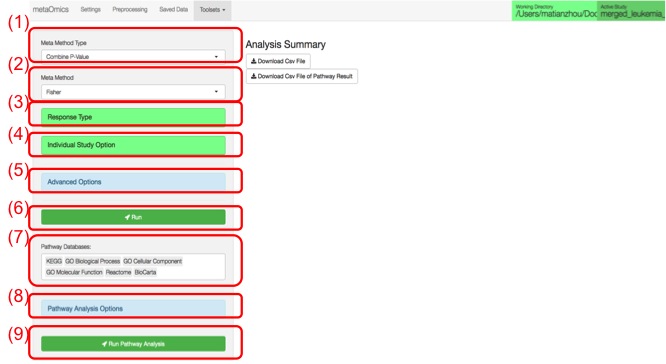 metaOmics Settings Preprocessing Saved Data Toolsets
Working Directory
/Users/matianzhou/Doc
Active Study
merged_leukemia_
(1)
Meta Method Type
Combine P-Value
(2)
Meta Method
Fisher
(3)
Response Type
(4)
Individual Study Option
(5)
Advanced Options
(6)
Run
(7)
Pathway Databases:
KEGG GO Biological Process GO Cellular Component
GO Molecular Function Reactome BioCarta
(8)
Pathway Analysis Options
(9)
Run Pathway Analysis
Analysis Summary
Download Csv File
Download Csv File of Pathway Result